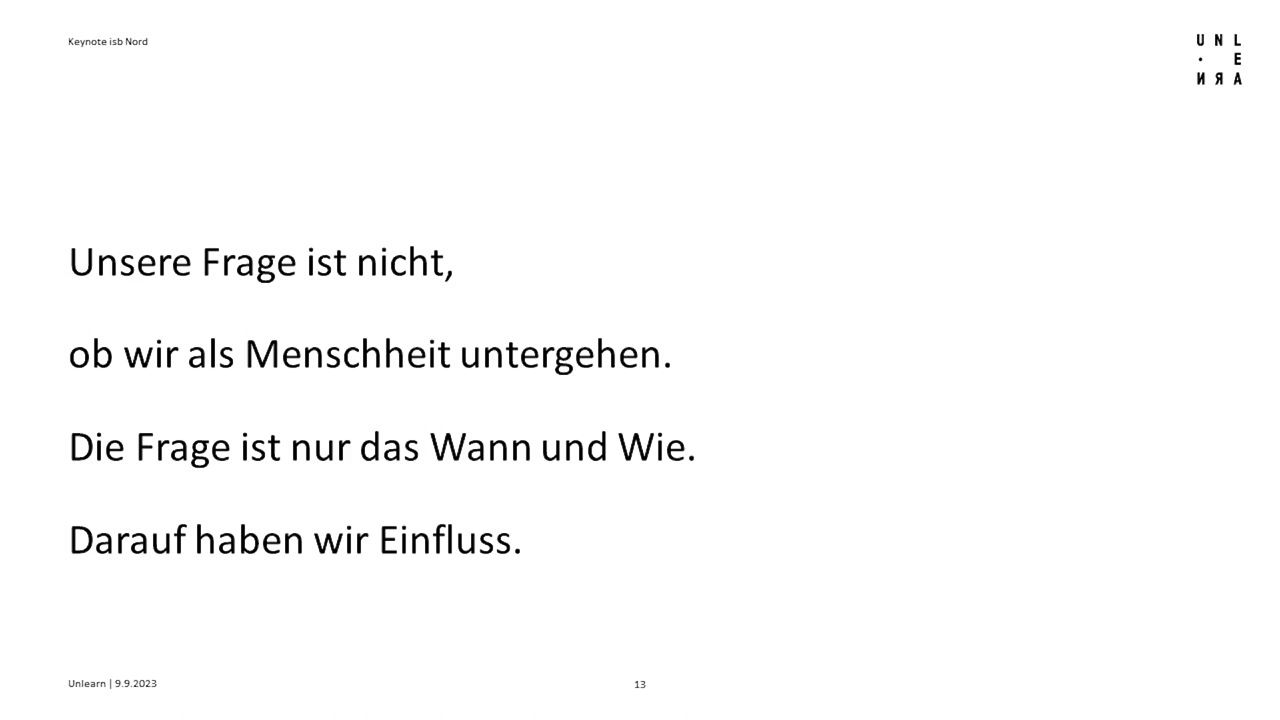 Keynote isb Nord
U N L
· E
И Я A
Unsere Frage ist nicht,
ob wir als Menschheit untergehen.
Die Frage ist nur das Wann und Wie.
Darauf haben wir Einfluss.
Unlearn | 9.9.2023
13